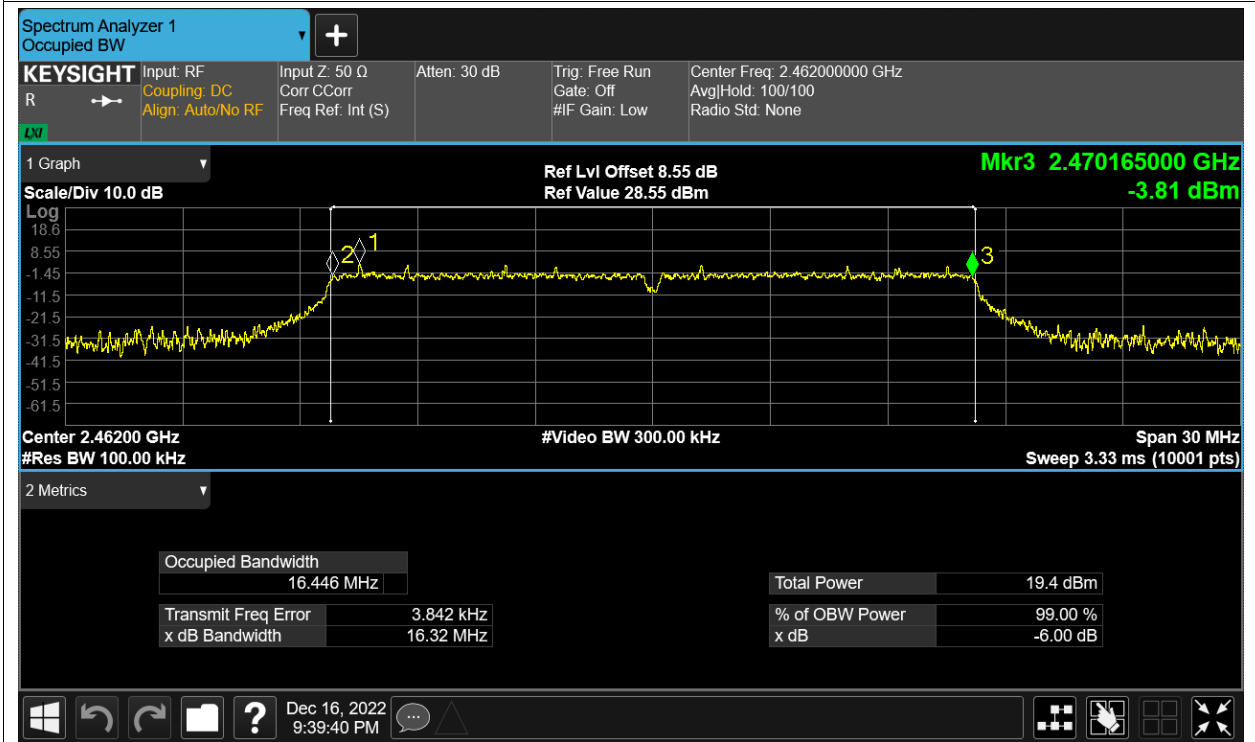 Spectrum Analyzer 1
Occupied BW
KEYSIGHT
R
LXI
Input: RF
Coupling: DC
Align: Auto/No RF
Input Z: 50 Ω
Corr CCorr
Freq Ref: Int (S)
Atten: 30 dB
Trig: Free Run
Gate: Off
#IF Gain: Low
Center Freq: 2.462000000 GHz
Avg|Hold: 100/100
Radio Std: None
1 Graph
Scale/Div 10.0 dB
Ref Lvl Offset 8.55 dB
Ref Value 28.55 dBm
Mkr3 2.470165000 GHz
-3.81 dBm
Log
18.6
8.55
-1.45
-11.5
-21.5
-31.5
-41.5
-51.5
-61.5
2
1
3
Center 2.46200 GHz
#Res BW 100.00 kHz
#Video BW 300.00 kHz
Span 30 MHz
Sweep 3.33 ms (10001 pts)
2 Metrics
Occupied Bandwidth
16.446 MHz
Transmit Freq Error 3.842 kHz
x dB Bandwidth 16.32 MHz
Total Power 19.4 dBm
% of OBW Power 99.00 %
x dB -6.00 dB
?
Dec 16, 2022
9:39:40 PM